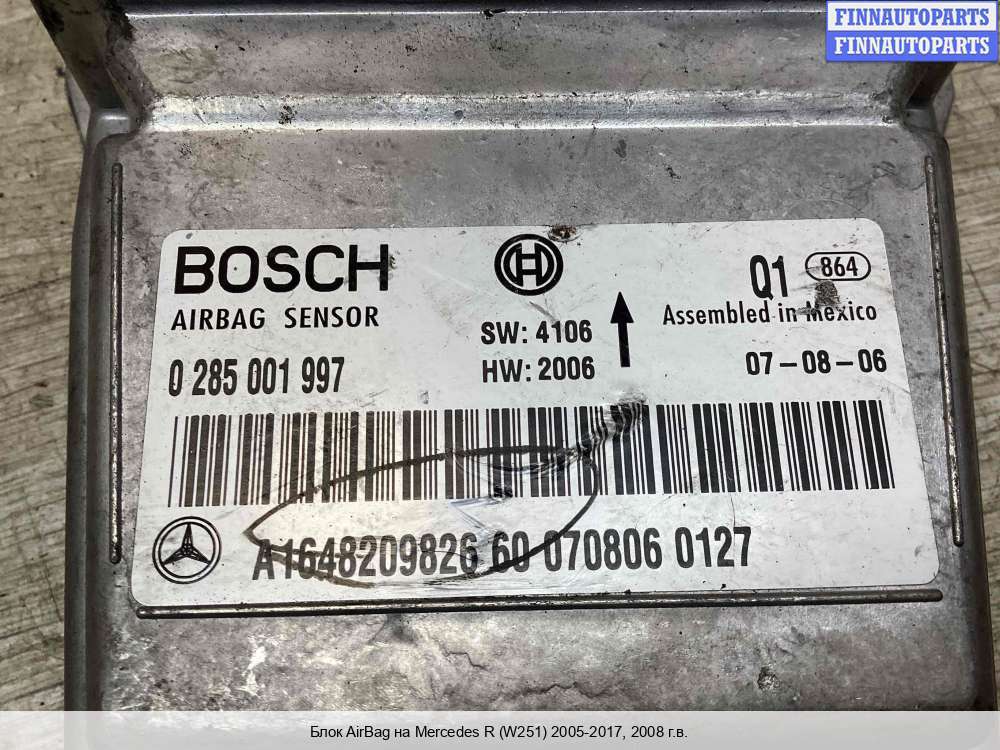 FINNAUTOPARTS
FINNAUTOPARTS
BOSCH
Q1 864
AIRBAG SENSOR
SW: 4106
Assembled in Mexico
0 285 001 997
HW: 2006
07-08-06
A1648209826 60 070806 0127
Блок AirBag на Mercedes R (W251) 2005-2017, 2008 г.в.